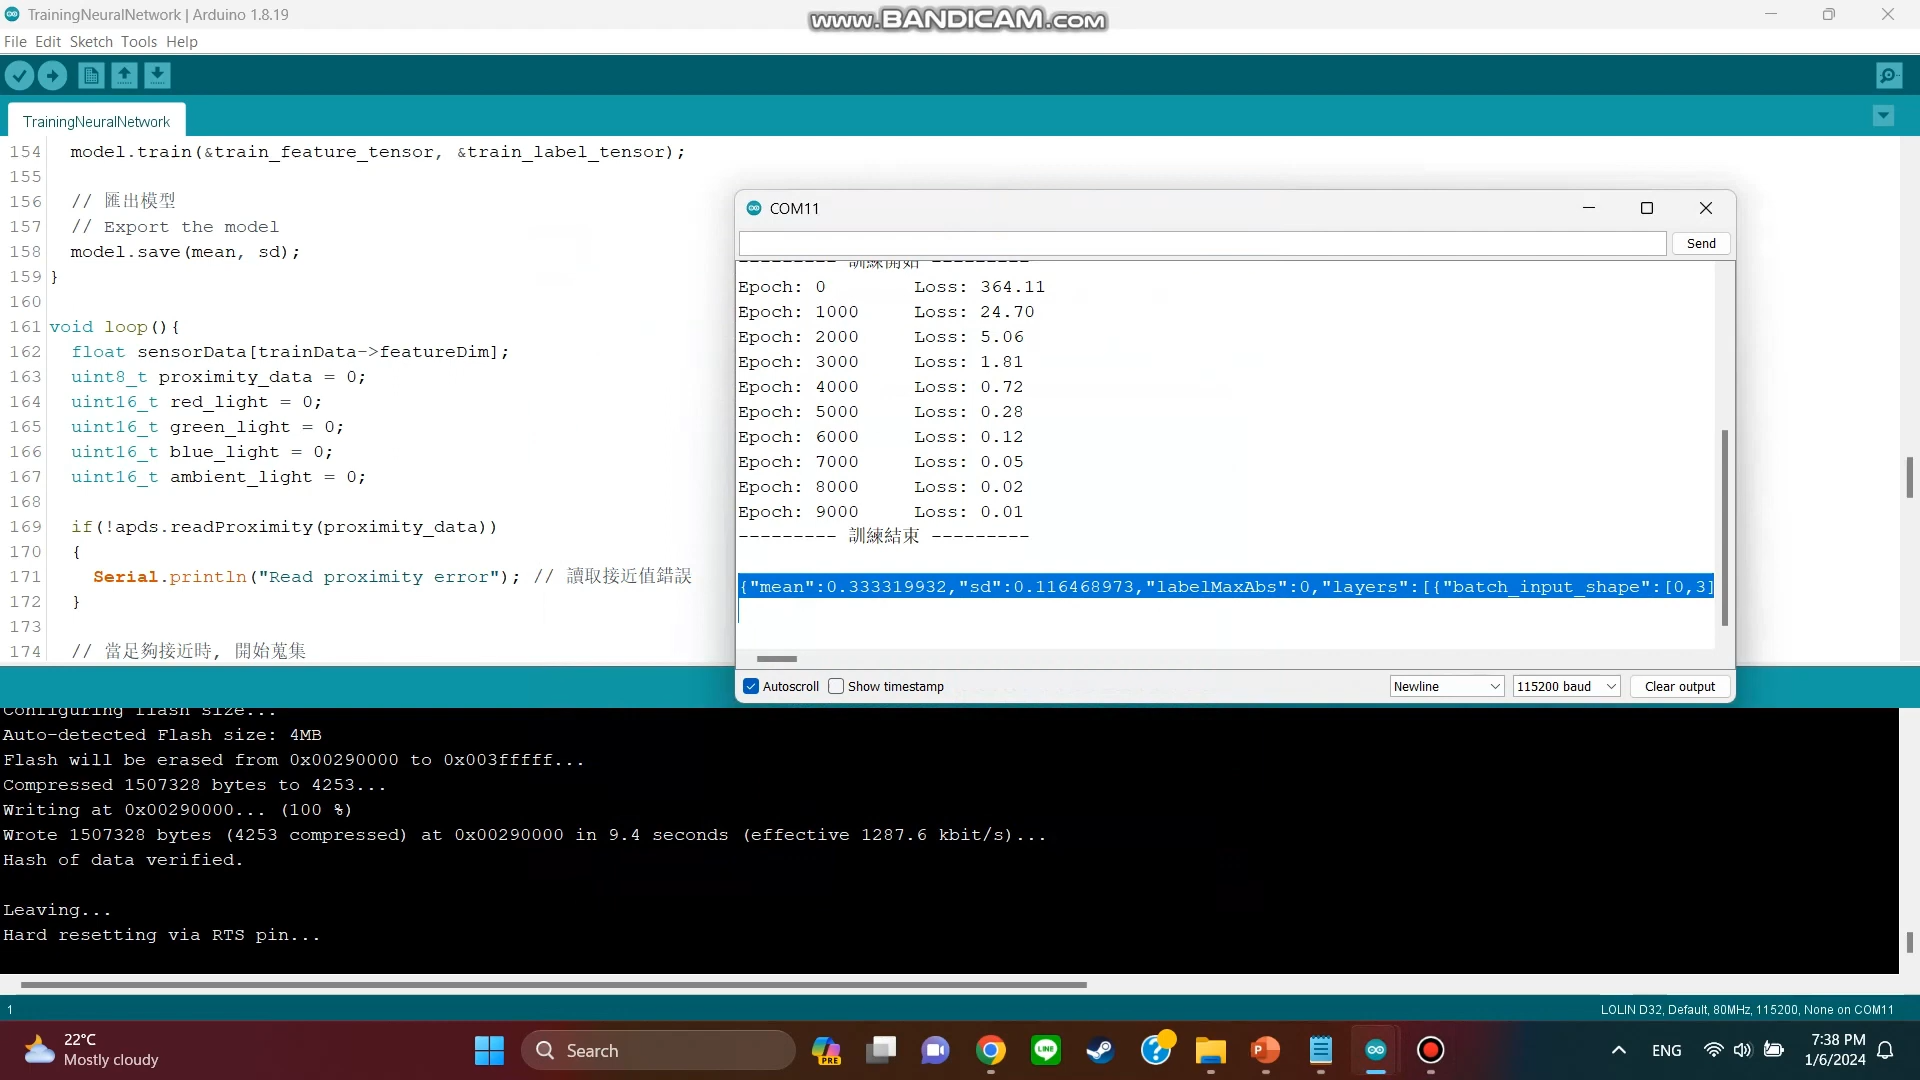 TrainingNeuralNetwork | Arduino 1.8.19
www.BANDICAM.com
File Edit Sketch Tools Help
TrainingNeuralNetwork
154 model.train(&train_feature_tensor, &train_label_tensor);
155
156 // 匯出模型
157 // Export the model
158 model.save(mean, sd);
159 }
160
161 void loop(){
162 float sensorData[trainData->featureDim];
163 uint8_t proximity_data = 0;
164 uint16_t red_light = 0;
165 uint16_t green_light = 0;
166 uint16_t blue_light = 0;
167 uint16_t ambient_light = 0;
168
169 if(!apds.readProximity(proximity_data))
170 {
171 Serial.println("Read proximity error"); // 讀取接近值錯誤
172 }
173
174 // 當足夠接近時, 開始蒐集
COM11
Send
--------- 訓練開始 ---------
Epoch: 0 Loss: 364.11
Epoch: 1000 Loss: 24.70
Epoch: 2000 Loss: 5.06
Epoch: 3000 Loss: 1.81
Epoch: 4000 Loss: 0.72
Epoch: 5000 Loss: 0.28
Epoch: 6000 Loss: 0.12
Epoch: 7000 Loss: 0.05
Epoch: 8000 Loss: 0.02
Epoch: 9000 Loss: 0.01
--------- 訓練結束 ---------
{"mean":0.333319932,"sd":0.116468973,"labelMaxAbs":0,"layers":[{"batch_input_shape":[0,3]
Autoscroll Show timestamp Newline 115200 baud Clear output
Configuring flash size...
Auto-detected Flash size: 4MB
Flash will be erased from 0x00290000 to 0x003fffff...
Compressed 1507328 bytes to 4253...
Writing at 0x00290000... (100 %)
Wrote 1507328 bytes (4253 compressed) at 0x00290000 in 9.4 seconds (effective 1287.6 kbit/s)...
Hash of data verified.
Leaving...
Hard resetting via RTS pin...
1
LOLIN D32, Default, 80MHz, 115200, None on COM11
22°C
Mostly cloudy
Search
PRE
LINE
ENG
7:38 PM
1/6/2024